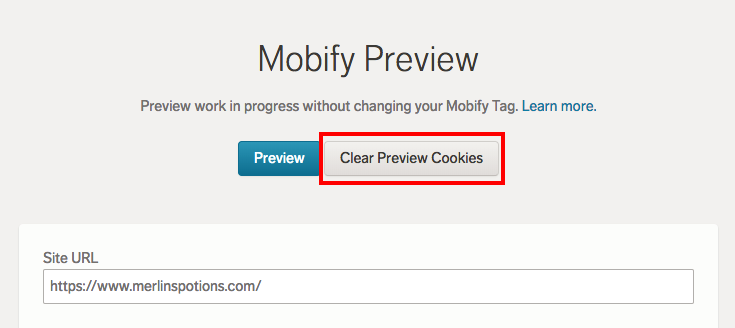 Mobify Preview
Preview work in progress without changing your Mobify Tag. Learn more.
Preview Clear Preview Cookies
Site URL
https://www.merlinspotions.com/